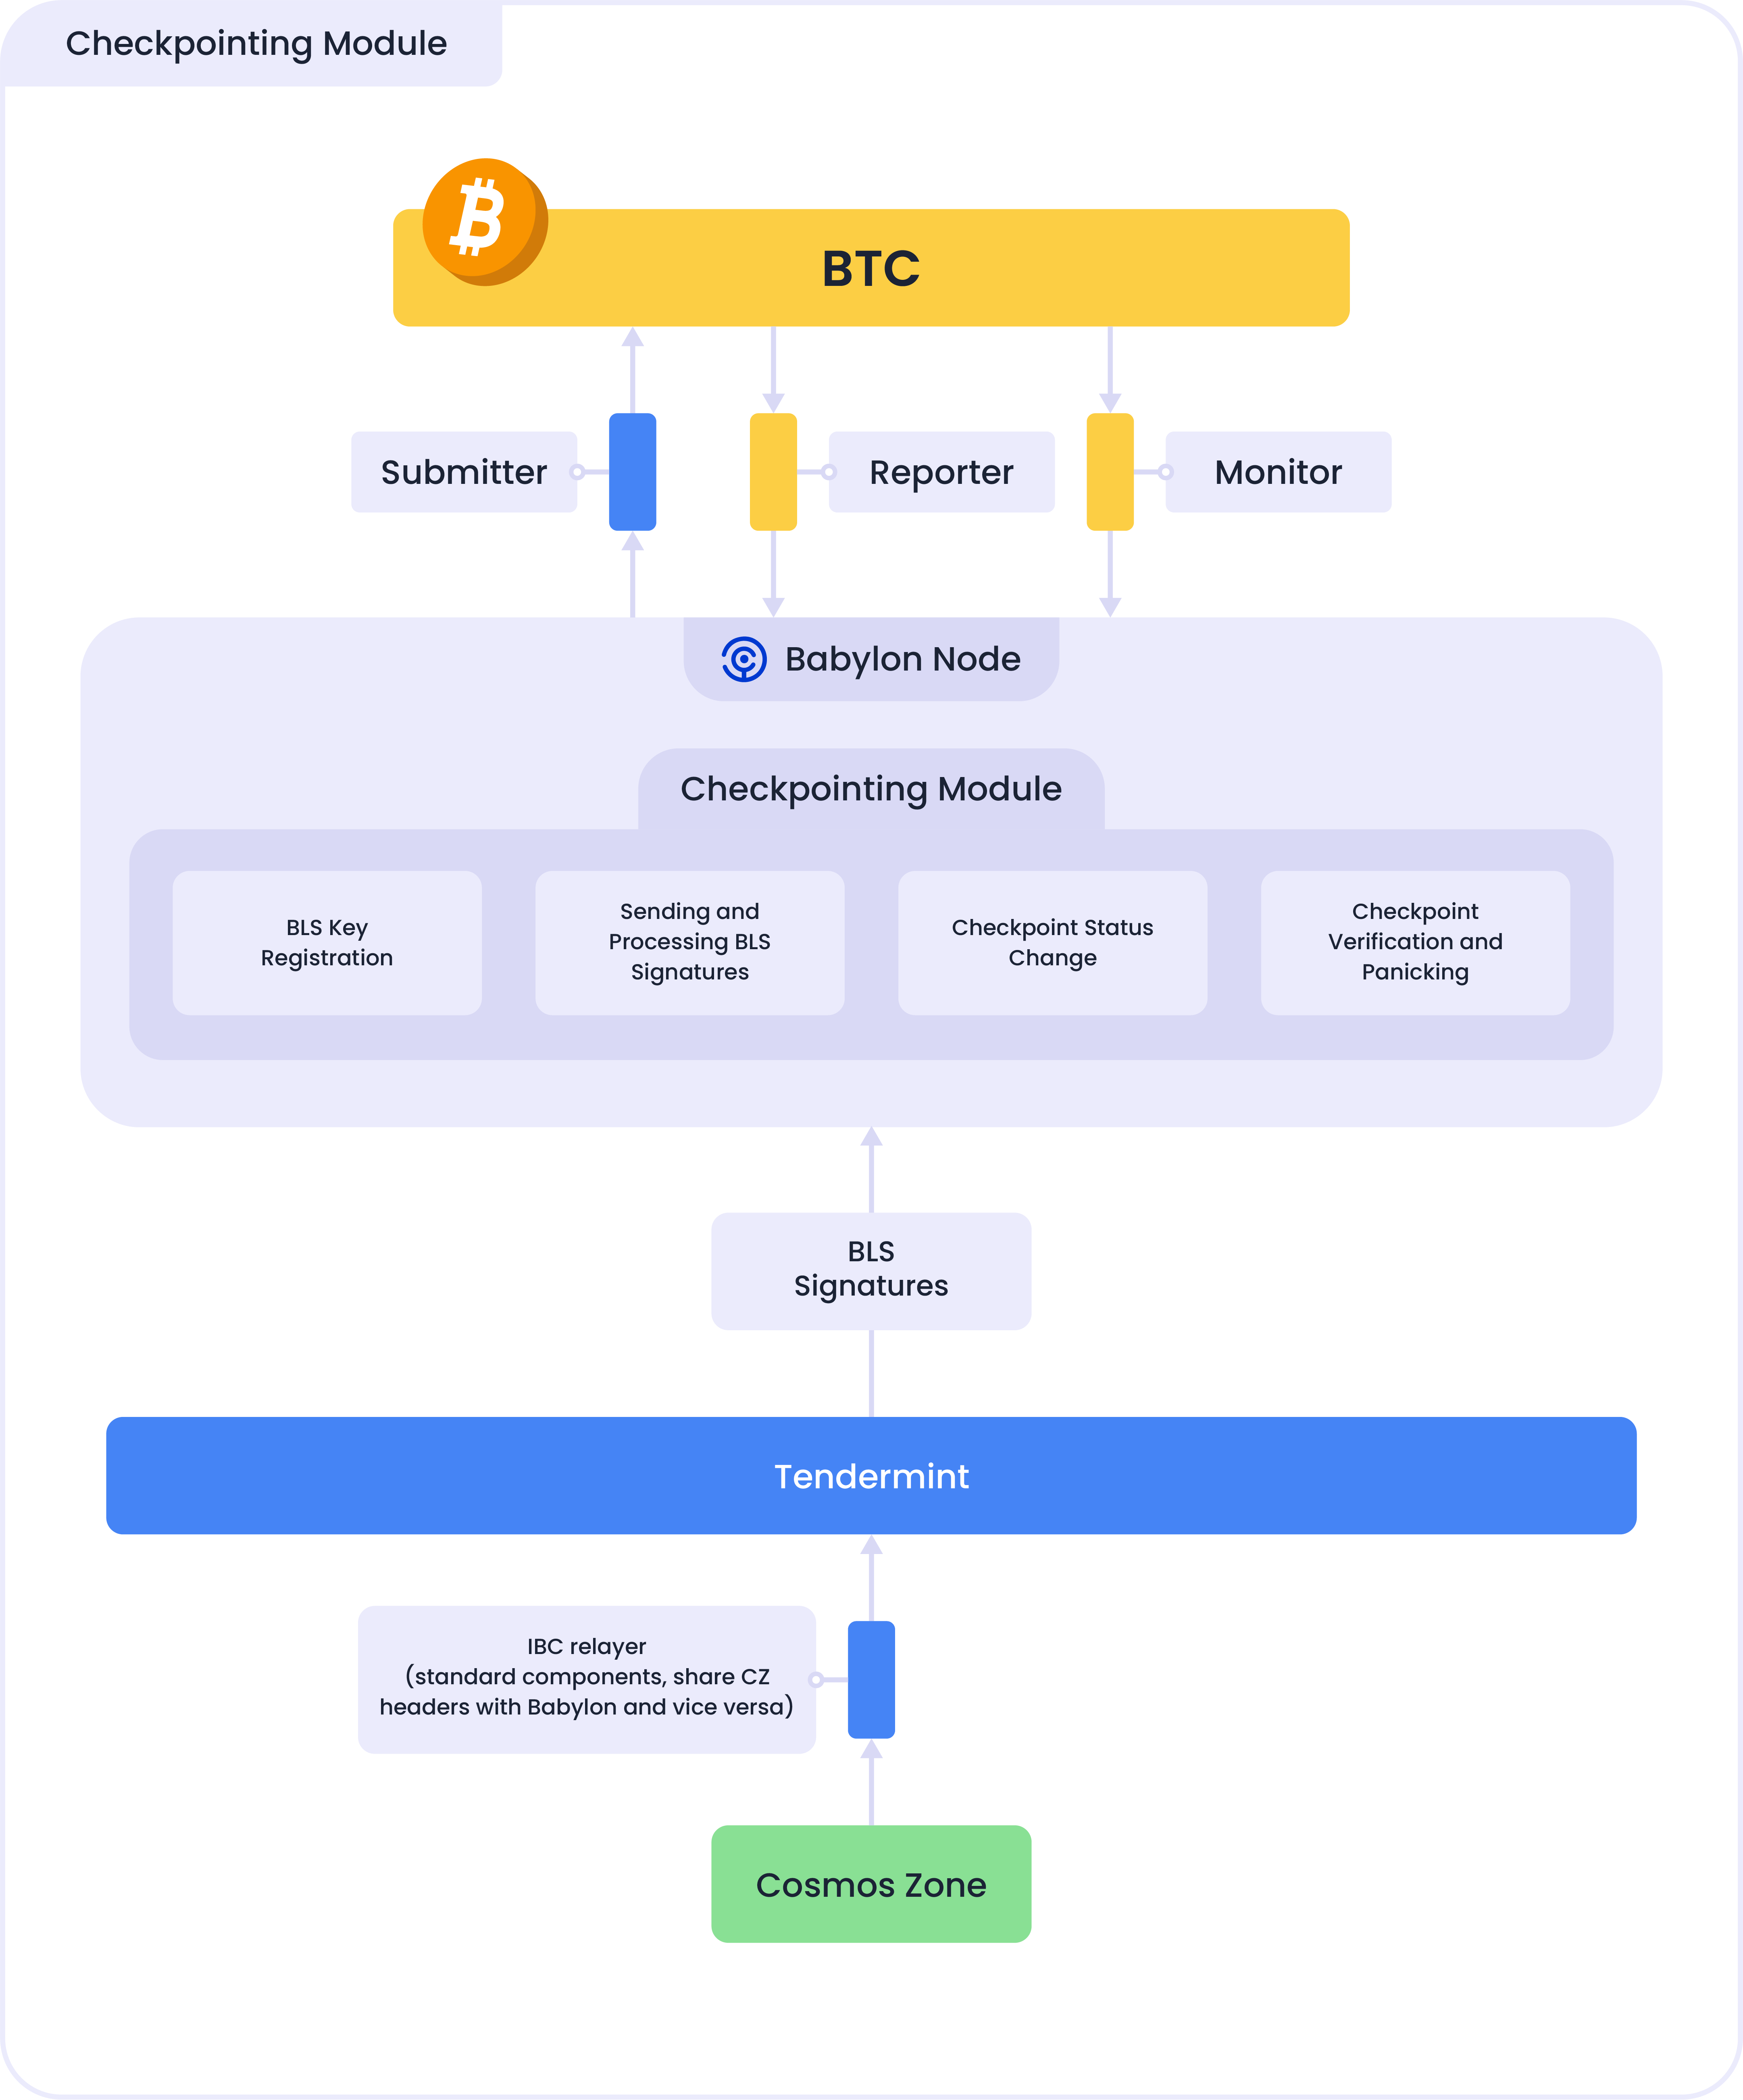 Checkpointing Module
BTC
Submitter
Reporter
Monitor
Babylon Node
Checkpointing Module
BLS Key
Registration
Sending and
Processing BLS
Signatures
Checkpoint Status
Change
Checkpoint
Verification and
Panicking
BLS
Signatures
Tendermint
IBC relayer
(standard components, share CZ
headers with Babylon and vice versa)
Cosmos Zone